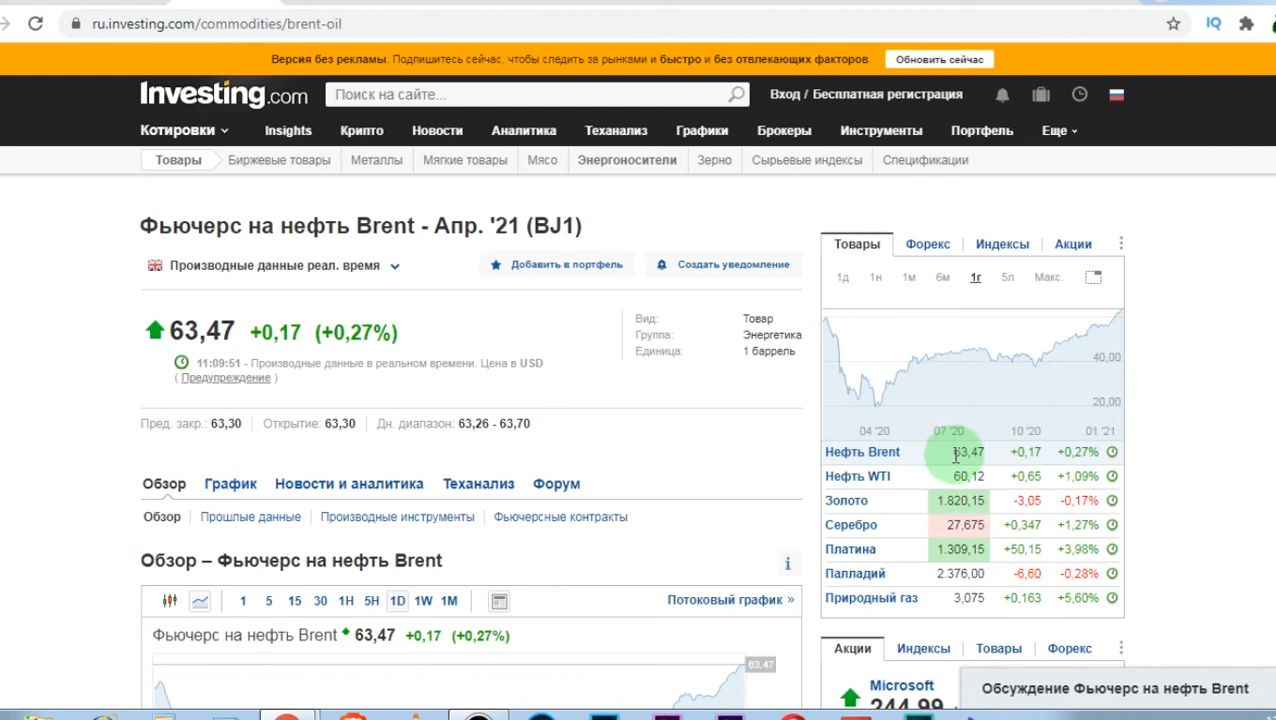 ru.investing.com/commodities/brent-oil
Версия без рекламы. Подпишитесь сейчас, чтобы следить за рынками и быстро и без отвлекающих факторов.
Обновить сейчас
Investing.com
Поиск на сайте...
Вход / Бесплатная регистрация
Котировки Insights Крипто Новости Аналитика Теханализ Графики Брокеры Инструменты Портфель Еще
Товары Биржевые товары Металлы Мягкие товары Мясо Энергоносители Зерно Сырьевые индексы Спецификации
Фьючерс на нефть Brent - Апр. '21 (BJ1)
Производные данные реал. время
Добавить в портфель
Создать уведомление
63,47 +0,17 (+0,27%)
11:09:51 - Производные данные в реальном времени. Цена в USD
( Предупреждение )
Вид: Товар
Группа: Энергетика
Единица: 1 баррель
Пред. закр.: 63,30 Открытие: 63,30 Дн. диапазон: 63,26 - 63,70
Обзор График Новости и аналитика Теханализ Форум
Обзор Прошлые данные Производные инструменты Фьючерсные контракты
Обзор – Фьючерс на нефть Brent
1 5 15 30 1H 5H 1D 1W 1M
Потоковый график »
Фьючерс на нефть Brent 63,47 +0,17 (+0,27%)
63,47
Товары Форекс Индексы Акции
1д 1н 1м 6м 1г 5л Макс.
40,00
20,00
04 '20 07 '20 10 '20 01 '21
Нефть Brent 63,47 +0,17 +0,27%
Нефть WTI 60,12 +0,65 +1,09%
Золото 1.820,15 -3,05 -0,17%
Серебро 27,675 +0,347 +1,27%
Платина 1.309,15 +50,15 +3,98%
Палладий 2.376,00 -6,60 -0,28%
Природный газ 3,075 +0,163 +5,60%
Акции Индексы Товары Форекс
Microsoft
244,99
Обсуждение Фьючерс на нефть Brent